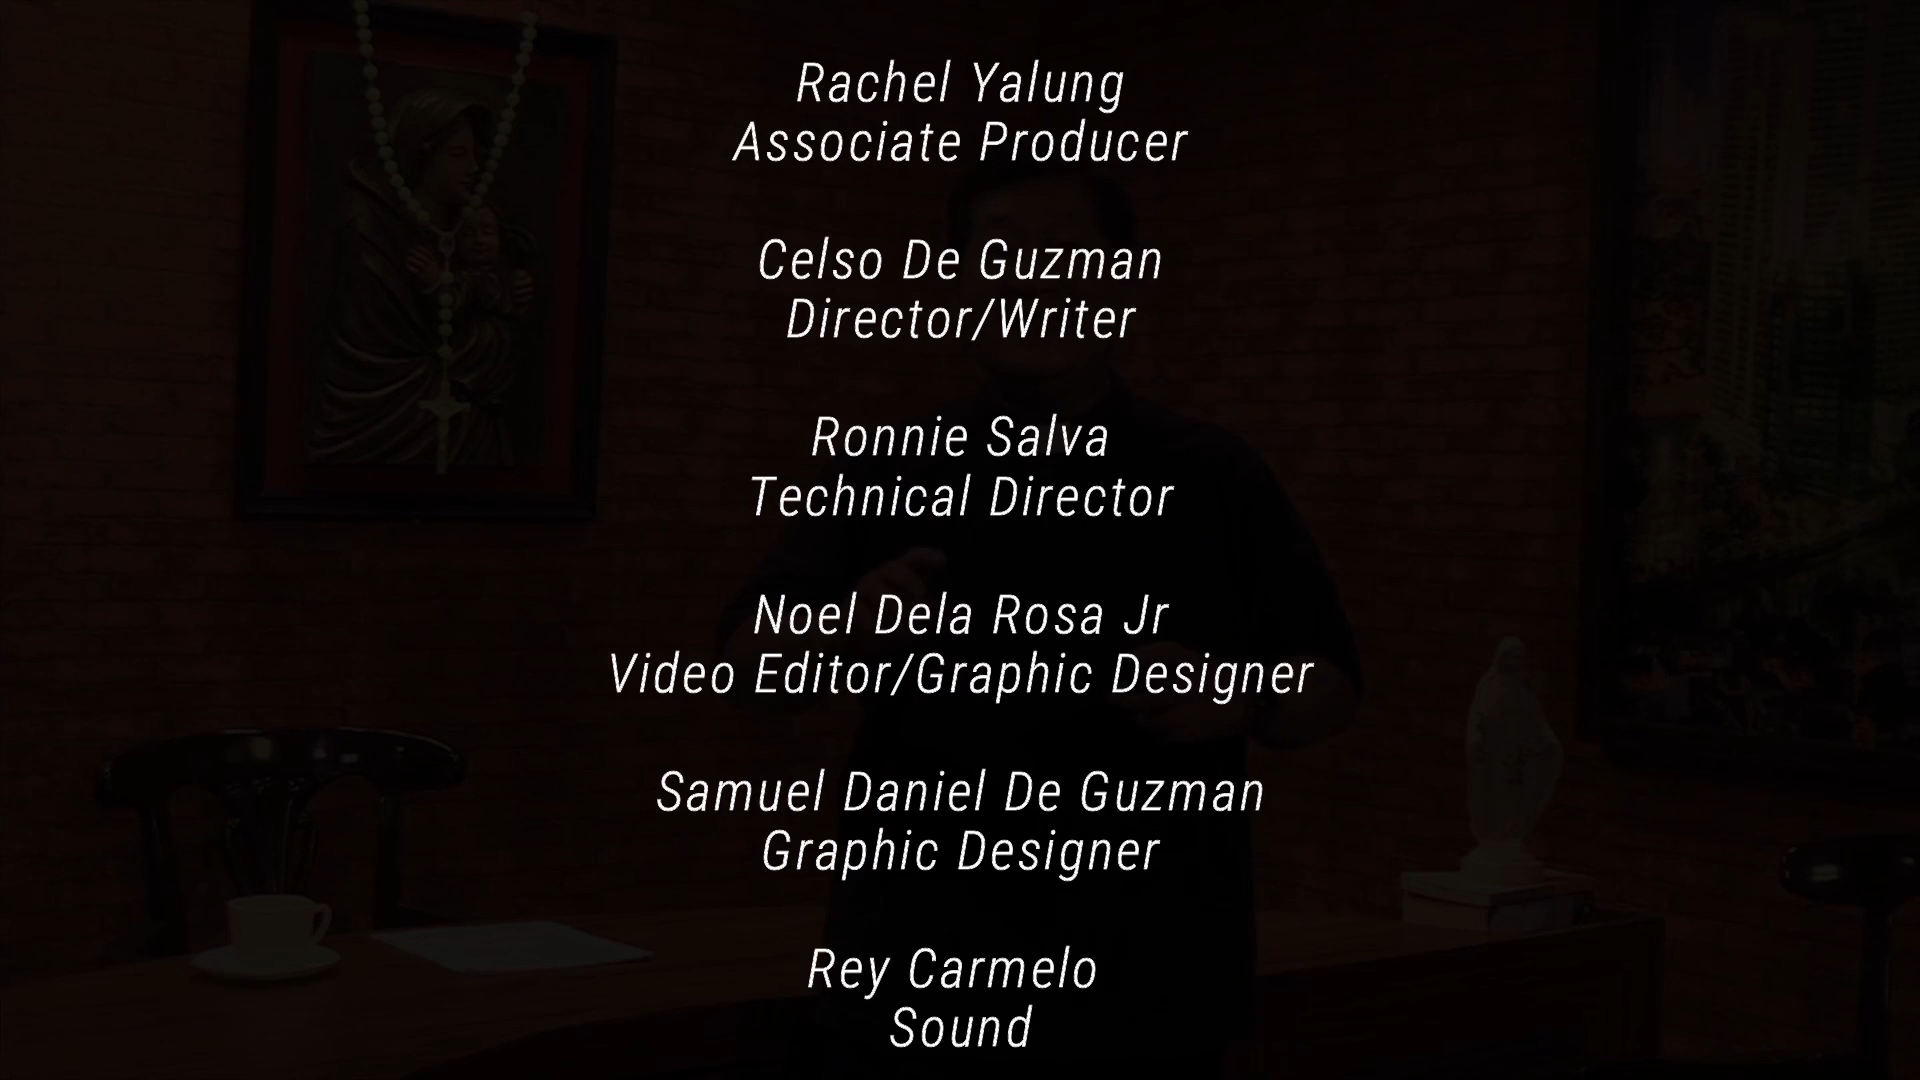 Rachel Yalung
Associate Producer
Celso De Guzman
Director/Writer
Ronnie Salva
Technical Director
Noel Dela Rosa Jr
Video Editor/Graphic Designer
Samuel Daniel De Guzman
Graphic Designer
Rey Carmelo
Sound